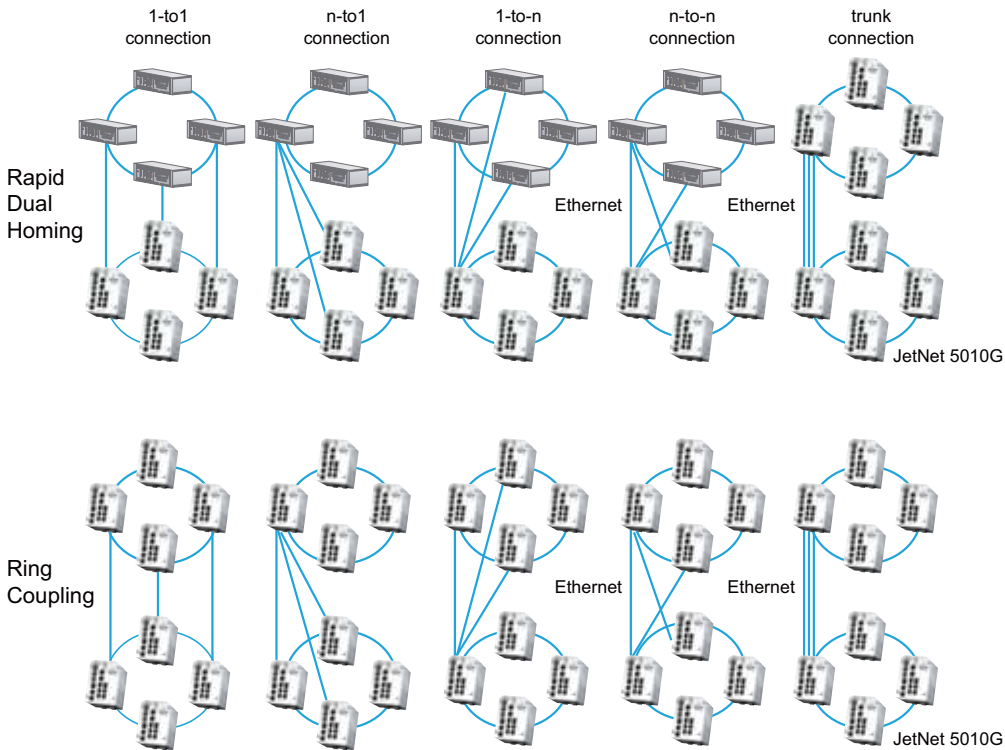 1-to1
connection
n-to1
connection
1-to-n
connection
n-to-n
connection
trunk
connection
Rapid
Dual
Homing
Ethernet
Ethernet
JetNet 5010G
Ring
Coupling
Ethernet
Ethernet
JetNet 5010G